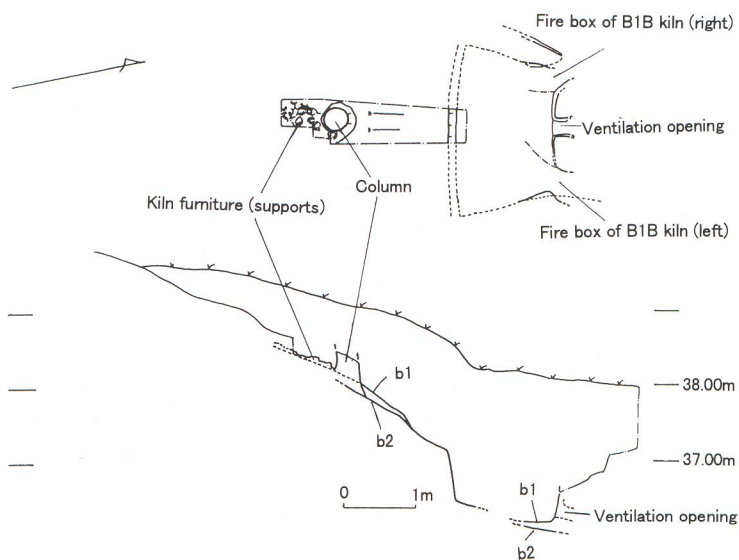 Fire box of B1B kiln (right)
Ventilation opening
Column
Kiln furniture (supports)
Fire box of B1B kiln (left)
b1
38.00m
b2
37.00m
0 1m
b1
Ventilation opening
b2